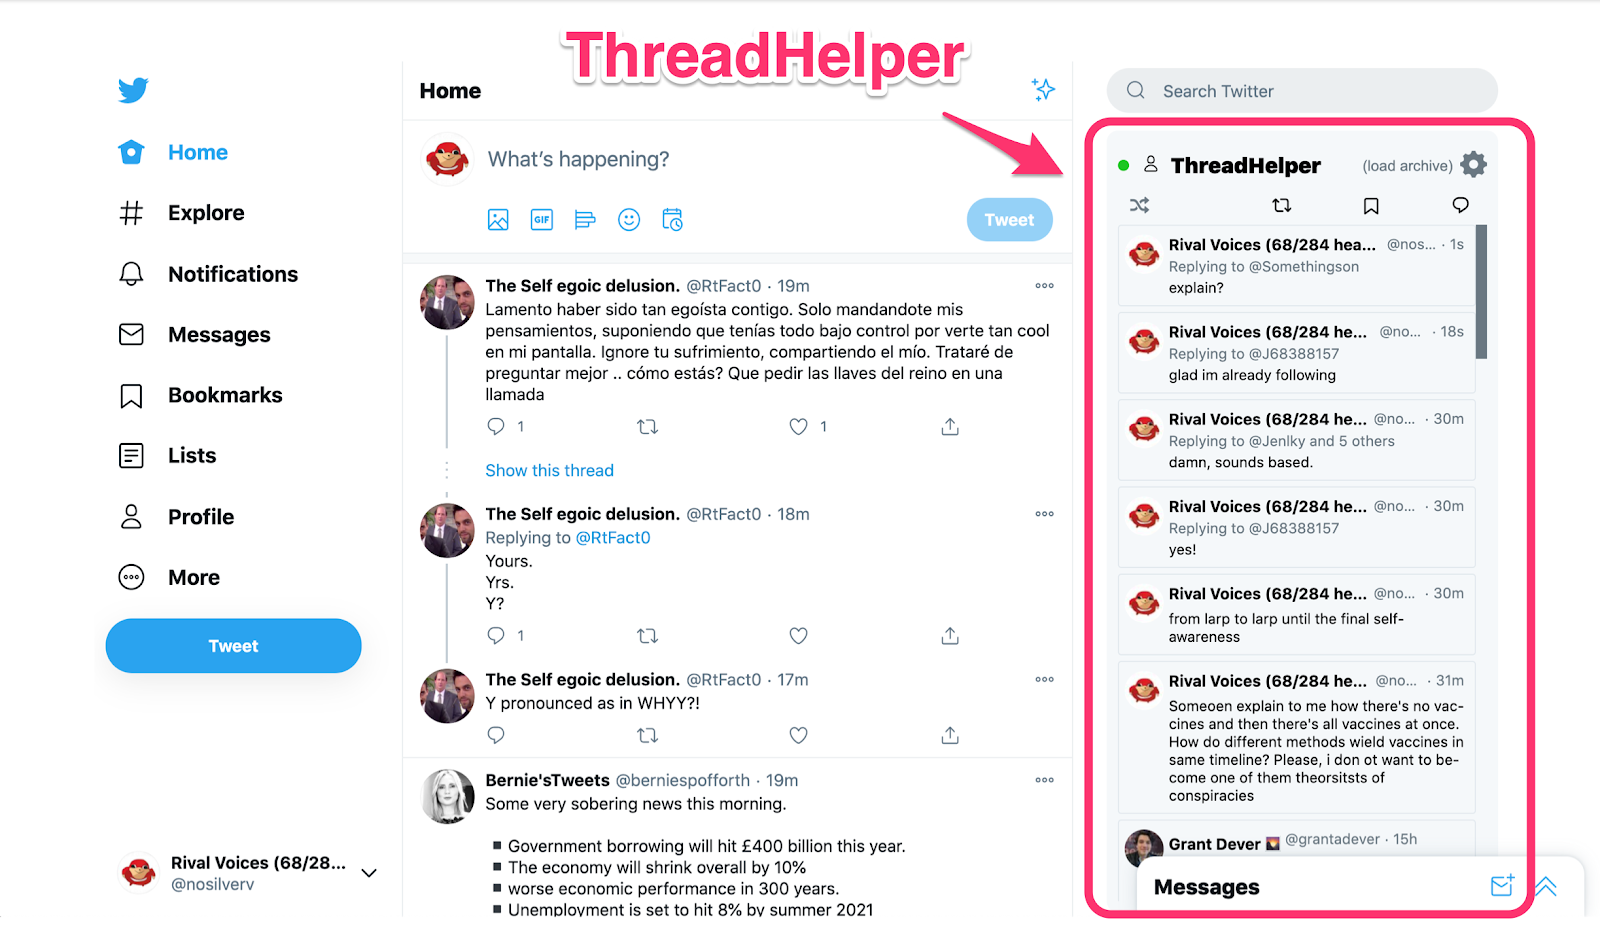 ThreadHelper
Home
Explore
Notifications
Messages
Bookmarks
Lists
Profile
More
Tweet
Rival Voices (68/28...
@nosilverv
Home
What's happening?
GIF
Tweet
The Self egoic delusion. @RtFact0 · 19m
Lamento haber sido tan egoísta contigo. Solo mandandote mis
pensamientos, suponiendo que tenías todo bajo control por verte tan cool
en mi pantalla. Ignore tu sufrimiento, compartiendo el mío. Trataré de
preguntar mejor .. cómo estás? Que pedir las llaves del reino en una
llamada
1 1
Show this thread
The Self egoic delusion. @RtFact0 · 18m
Replying to @RtFact0
Yours.
Yrs.
Y?
1
The Self egoic delusion. @RtFact0 · 17m
Y pronounced as in WHYY?!
Bernie'sTweets @berniespofforth · 19m
Some very sobering news this morning.
Government borrowing will hit £400 billion this year.
The economy will shrink overall by 10%
worse economic performance in 300 years.
Unemployment is set to hit 8% by summer 2021
Search Twitter
ThreadHelper (load archive)
Rival Voices (68/284 hea... @nos... · 1s
Replying to @Somethingson
explain?
Rival Voices (68/284 he... @no... · 18s
Replying to @J68388157
glad im already following
Rival Voices (68/284 he... @no... · 30m
Replying to @Jenlky and 5 others
damn, sounds based.
Rival Voices (68/284 he... @no... · 30m
Replying to @J68388157
yes!
Rival Voices (68/284 he... @no... · 30m
from larp to larp until the final self-
awareness
Rival Voices (68/284 he... @no... · 31m
Someoen explain to me how there's no vac-
cines and then there's all vaccines at once.
How do different methods wield vaccines in
same timeline? Please, i don ot want to be-
come one of them theorsitsts of
conspiracies
Grant Dever @grantadever · 15h
Messages